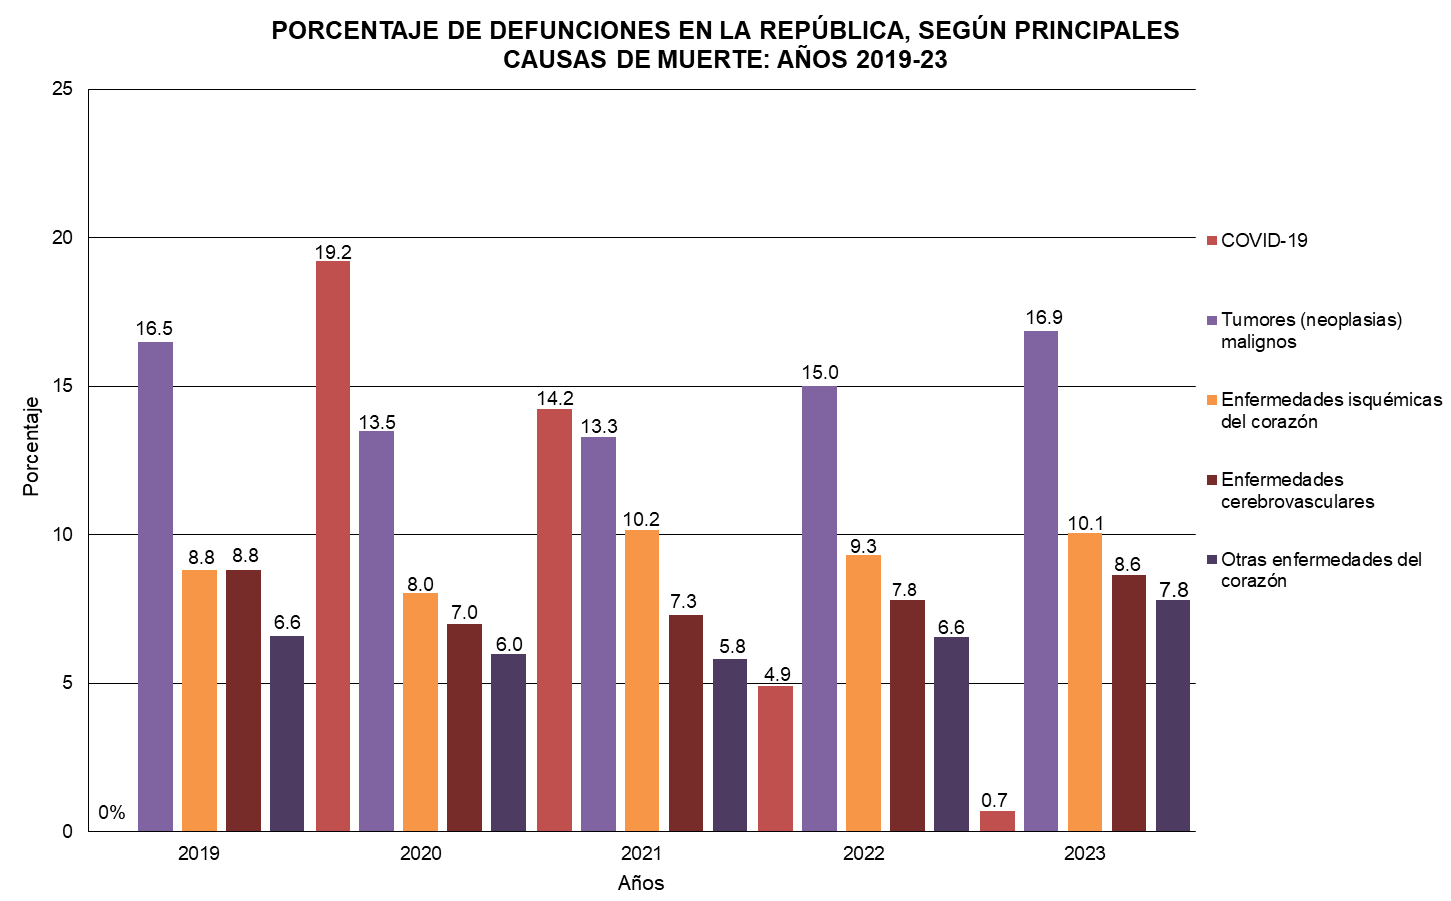 PORCENTAJE DE DEFUNCIONES EN LA REPÚBLICA, SEGÚN PRINCIPALES
CAUSAS DE MUERTE: AÑOS 2019-23
25
20
15
10
5
0
Porcentaje
0%
16.5
8.8
8.8
6.6
19.2
13.5
8.0
7.0
6.0
14.2
13.3
10.2
7.3
5.8
4.9
15.0
9.3
7.8
6.6
0.7
16.9
10.1
8.6
7.8
2019
2020
2021
2022
2023
Años
COVID-19
Tumores (neoplasias)
malignos
Enfermedades isquémicas
del corazón
Enfermedades
cerebrovasculares
Otras enfermedades del
corazón